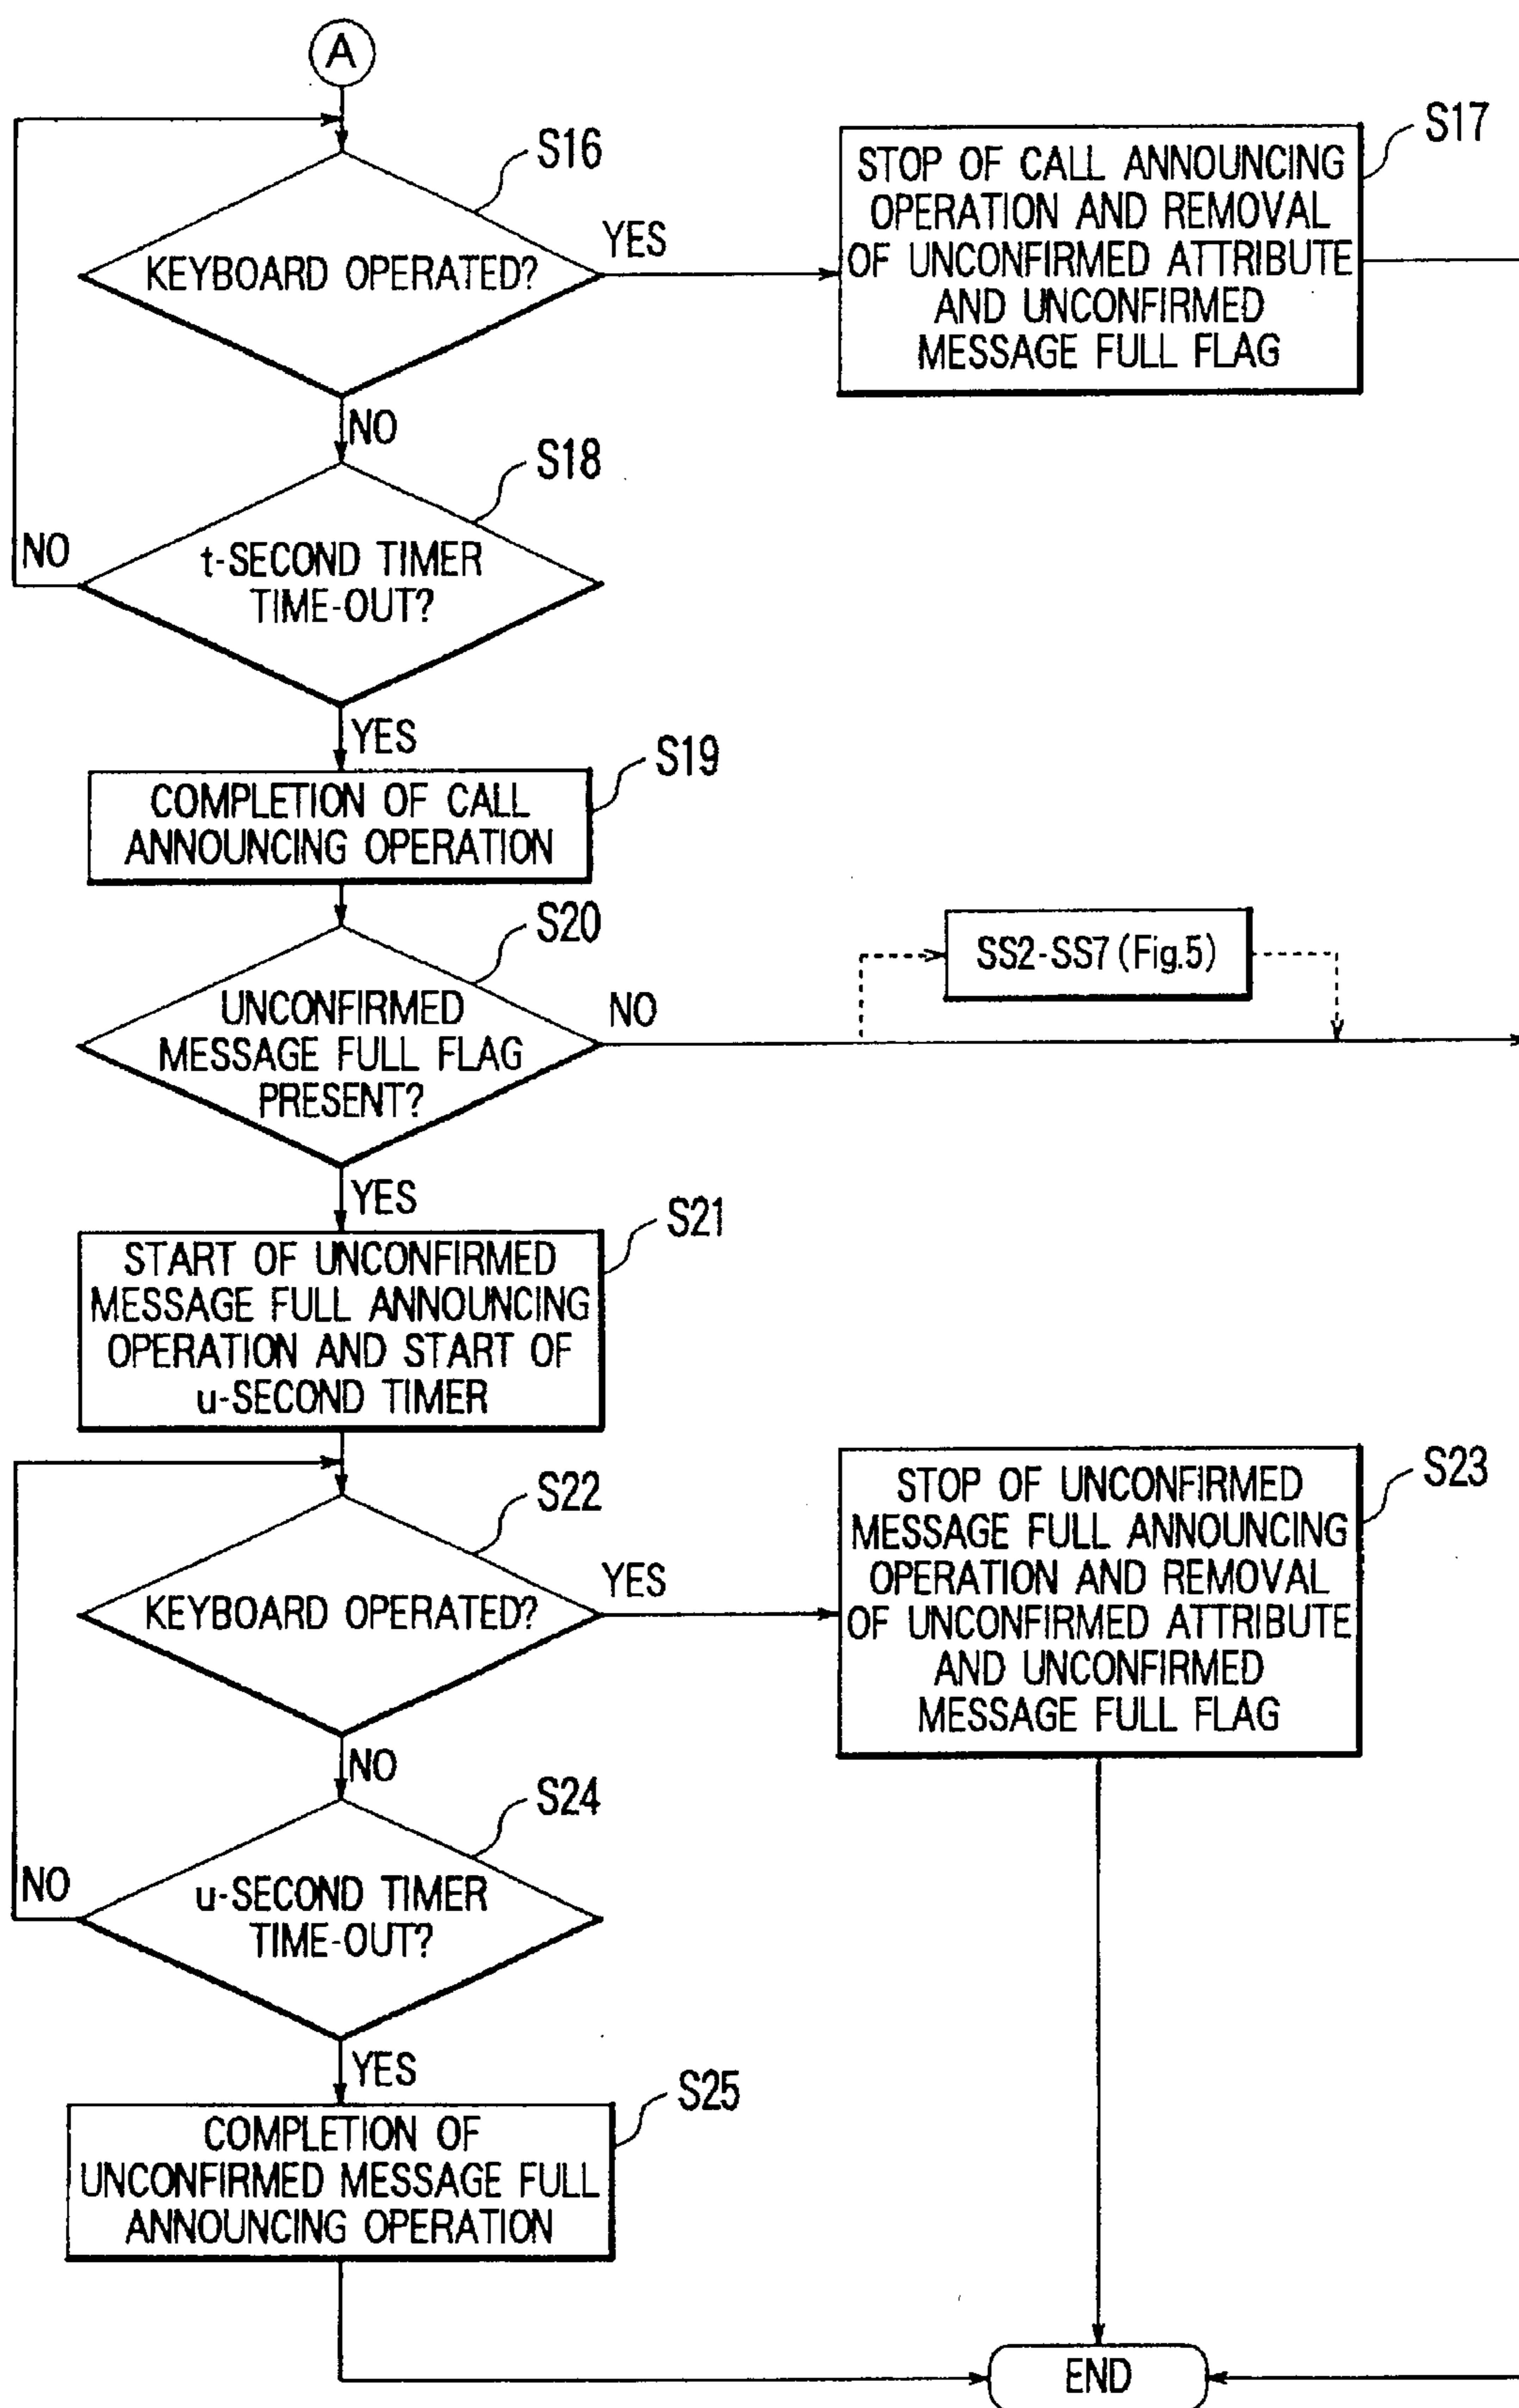 A
S16
KEYBOARD OPERATED?
YES
S17
STOP OF CALL ANNOUNCING
OPERATION AND REMOVAL
OF UNCONFIRMED ATTRIBUTE
AND UNCONFIRMED
MESSAGE FULL FLAG
NO
S18
t-SECOND TIMER
TIME-OUT?
NO
YES
S19
COMPLETION OF CALL
ANNOUNCING OPERATION
S20
UNCONFIRMED
MESSAGE FULL FLAG
PRESENT?
NO
SS2-SS7 (Fig.5)
YES
S21
START OF UNCONFIRMED
MESSAGE FULL ANNOUNCING
OPERATION AND START OF
u-SECOND TIMER
S22
KEYBOARD OPERATED?
YES
S23
STOP OF UNCONFIRMED
MESSAGE FULL ANNOUNCING
OPERATION AND REMOVAL
OF UNCONFIRMED ATTRIBUTE
AND UNCONFIRMED
MESSAGE FULL FLAG
NO
S24
u-SECOND TIMER
TIME-OUT?
NO
YES
S25
COMPLETION OF
UNCONFIRMED MESSAGE FULL
ANNOUNCING OPERATION
END